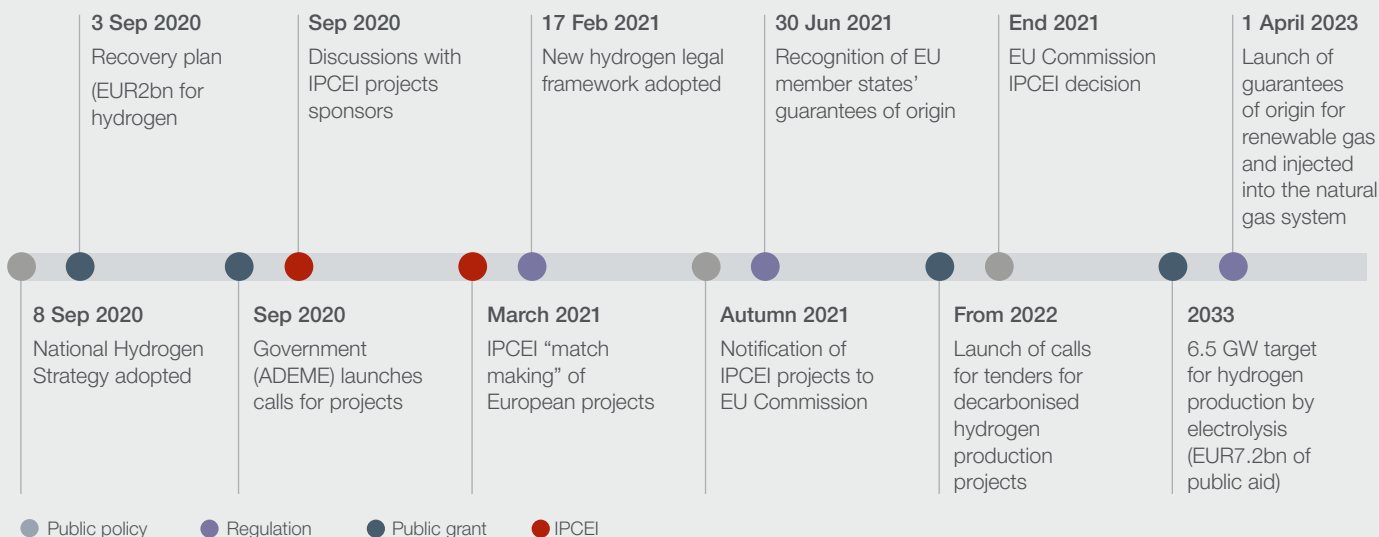 3 Sep 2020
Recovery plan
(EUR2bn for
hydrogen
Sep 2020
Discussions with
IPCEI projects
sponsors
17 Feb 2021
New hydrogen legal
framework adopted
30 Jun 2021
Recognition of EU
member states’
guarantees of origin
End 2021
EU Commission
IPCEI decision
1 April 2023
Launch of
guarantees
of origin for
renewable gas
and injected
into the natural
gas system
8 Sep 2020
National Hydrogen
Strategy adopted
Sep 2020
Government
(ADEME) launches
calls for projects
March 2021
IPCEI “match
making” of
European projects
Autumn 2021
Notification of
IPCEI projects to
EU Commission
From 2022
Launch of calls
for tenders for
decarbonised
hydrogen
production
projects
2033
6.5 GW target
for hydrogen
production by
electrolysis
(EUR7.2bn of
public aid)
Public policy
Regulation
Public grant
IPCEI